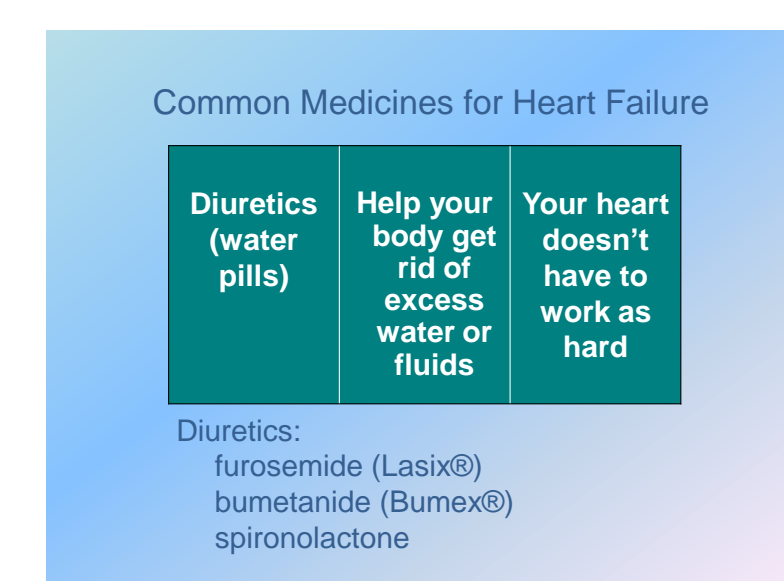 Common Medicines for Heart Failure
Diuretics
(water
pills)
Help your
body get
rid of
excess
water or
fluids
Your heart
doesn’t
have to
work as
hard
Diuretics:
furosemide (Lasix®)
bumetanide (Bumex®)
spironolactone